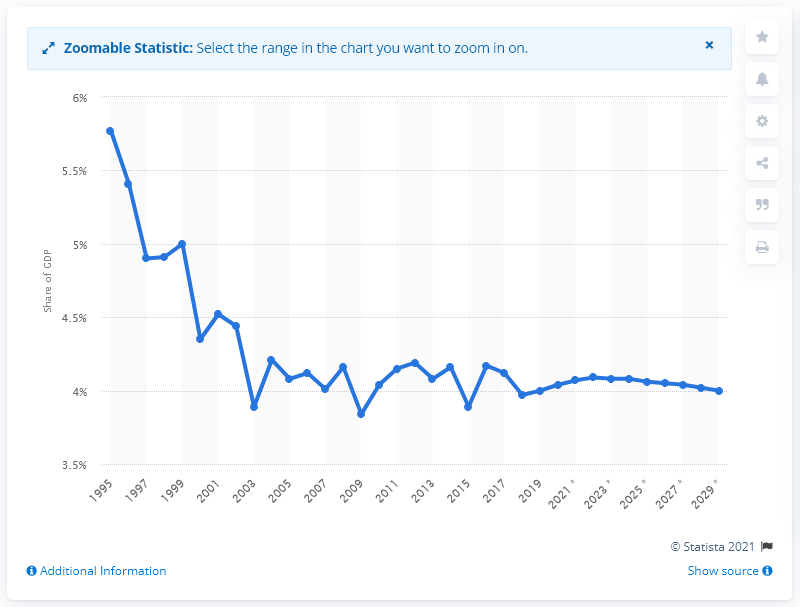 Zoomable Statistic: Select the range in the chart you want to zoom in on.
6%
5.5%
5%
4.5%
4%
3.5%
Share of GDP
1995 1997 1999 2001 2003 2005 2007 2009 2011 2013 2015 2017 2019 2021* 2023* 2025* 2027* 2029*
© Statista 2021
Additional Information
Show source